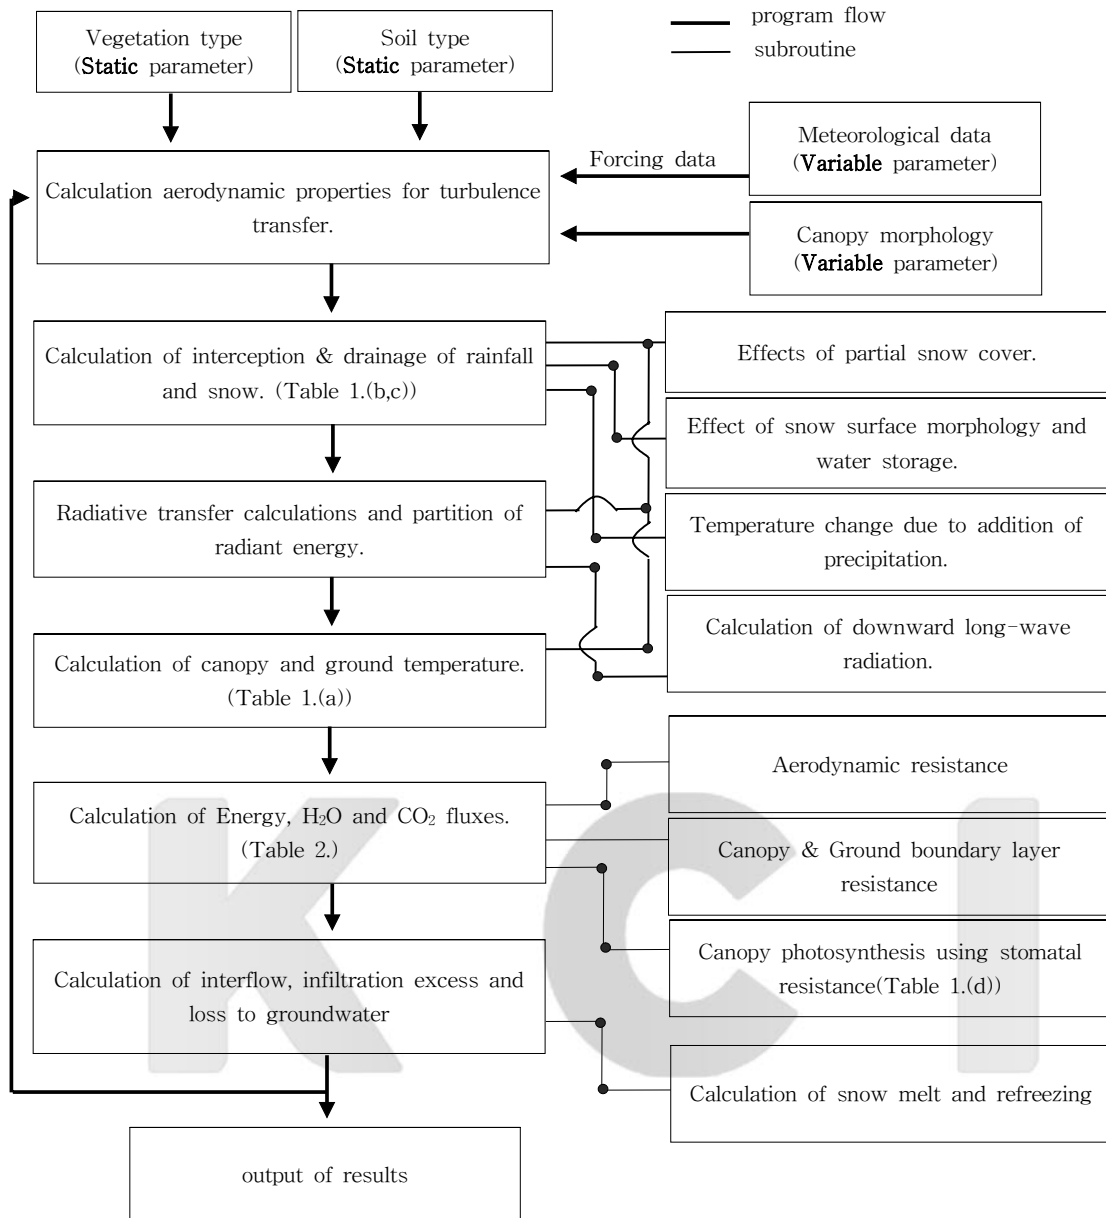 program flow
subroutine
Vegetation type
(Static parameter)
Soil type
(Static parameter)
Meteorological data
(Variable parameter)
Forcing data
Calculation aerodynamic properties for turbulence
transfer.
Canopy morphology
(Variable parameter)
Calculation of interception & drainage of rainfall
and snow. (Table 1.(b,c))
Effects of partial snow cover.
Effect of snow surface morphology and
water storage.
Radiative transfer calculations and partition of
radiant energy.
Temperature change due to addition of
precipitation.
Calculation of downward long-wave
radiation.
Calculation of canopy and ground temperature.
(Table 1.(a))
Aerodynamic resistance
Calculation of Energy, H₂O and CO₂ fluxes.
(Table 2.)
Canopy & Ground boundary layer
resistance
Canopy photosynthesis using stomatal
resistance(Table 1.(d))
Calculation of interflow, infiltration excess and
loss to groundwater
Calculation of snow melt and refreezing
output of results
KCI